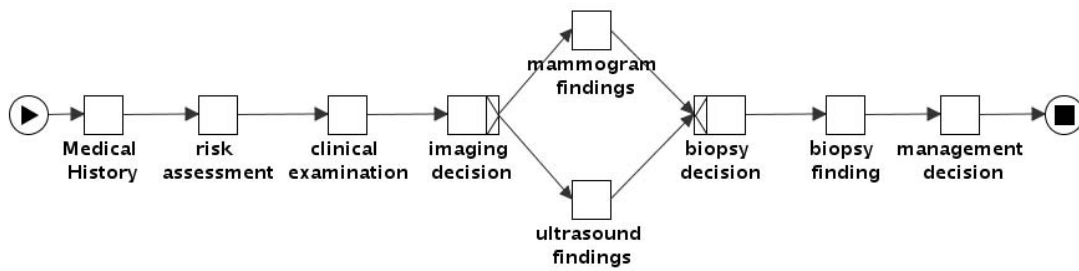 Medical
History
risk
assessment
clinical
examination
imaging
decision
mammogram
findings
ultrasound
findings
biopsy
decision
biopsy
finding
management
decision